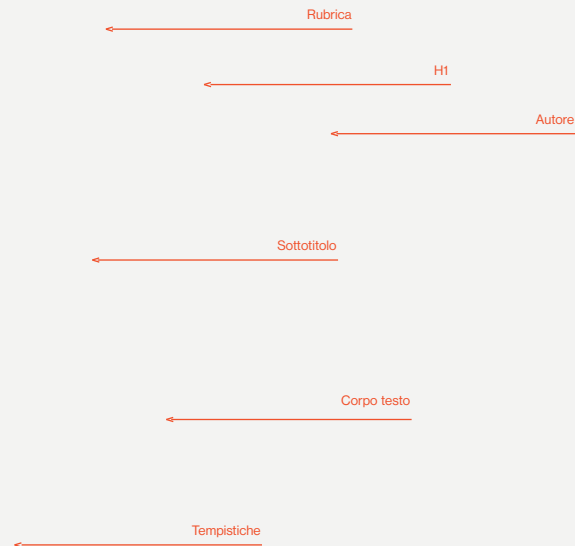 Rubrica
H1
Autore
Sottotitolo
Corpo testo
Tempistiche